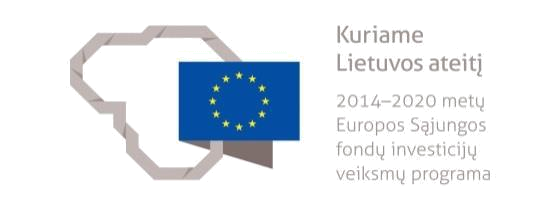 Kuriame
Lietuvos ateitį
2014–2020 metų
Europos Sąjungos
fondų investicijų
veiksmų programa